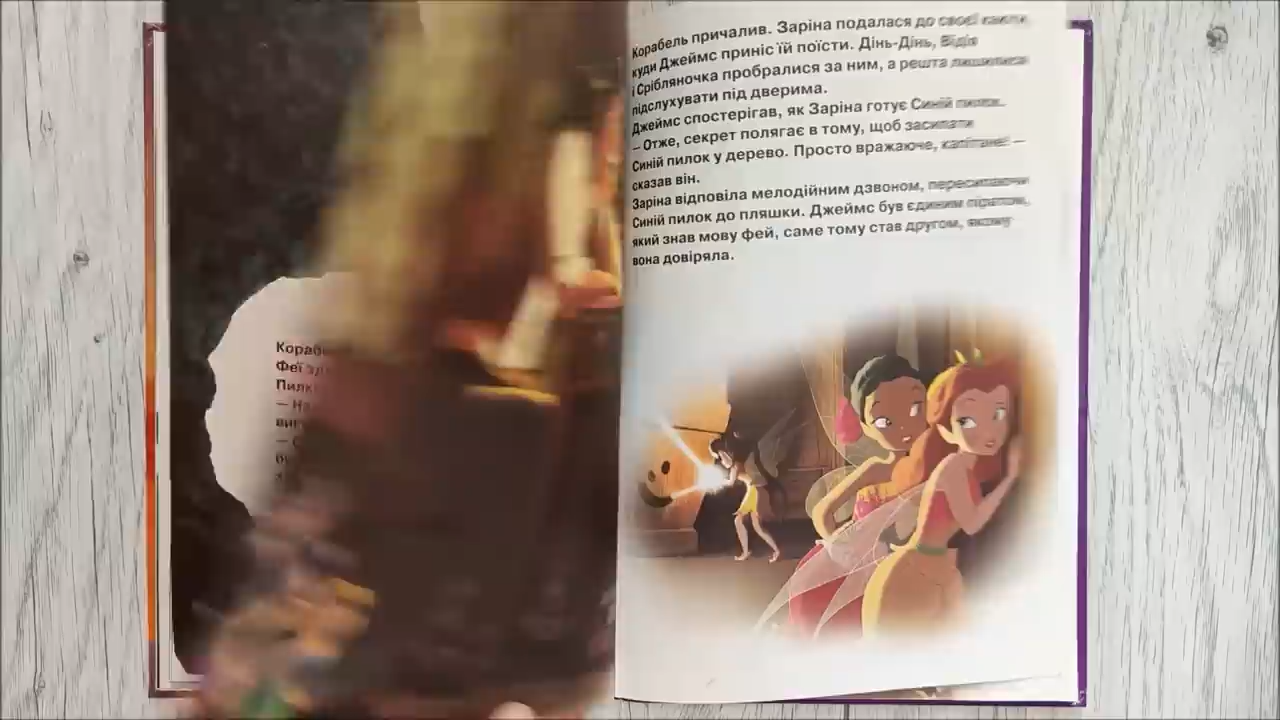 Корабель причалив. Заріна подалася до своєї каюти
куди Джеймс приніс їй поїсти. Дінь-Дінь, Відія
і Срібляночка пробралися за ним, а решта лишилися
підслухувати під дверима.
Джеймс спостерігав, як Заріна готує Синій пилок.
– Отже, секрет полягає в тому, щоб засипати
Синій пилок у дерево. Просто вражаюче, капітане! –
сказав він.
Заріна відповіла мелодійним дзвоном, пересипаючи
Синій пилок до пляшки. Джеймс був єдиним піратом,
який знав мову фей, саме тому став другом, якому
вона довіряла.
Феї